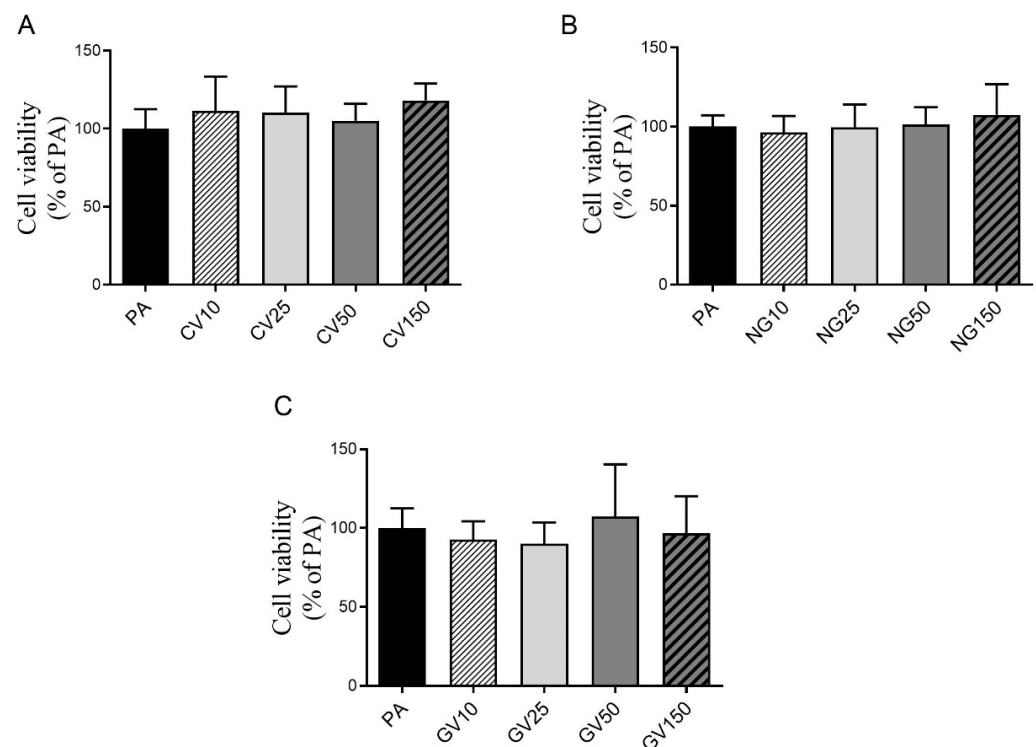 A
Cell viability
(% of PA)
150
100
50
0
PA
CV10
CV25
CV50
CV150
B
Cell viability
(% of PA)
150
100
50
0
PA
NG10
NG25
NG50
NG150
C
Cell viability
(% of PA)
150
100
50
0
PA
GV10
GV25
GV50
GV150